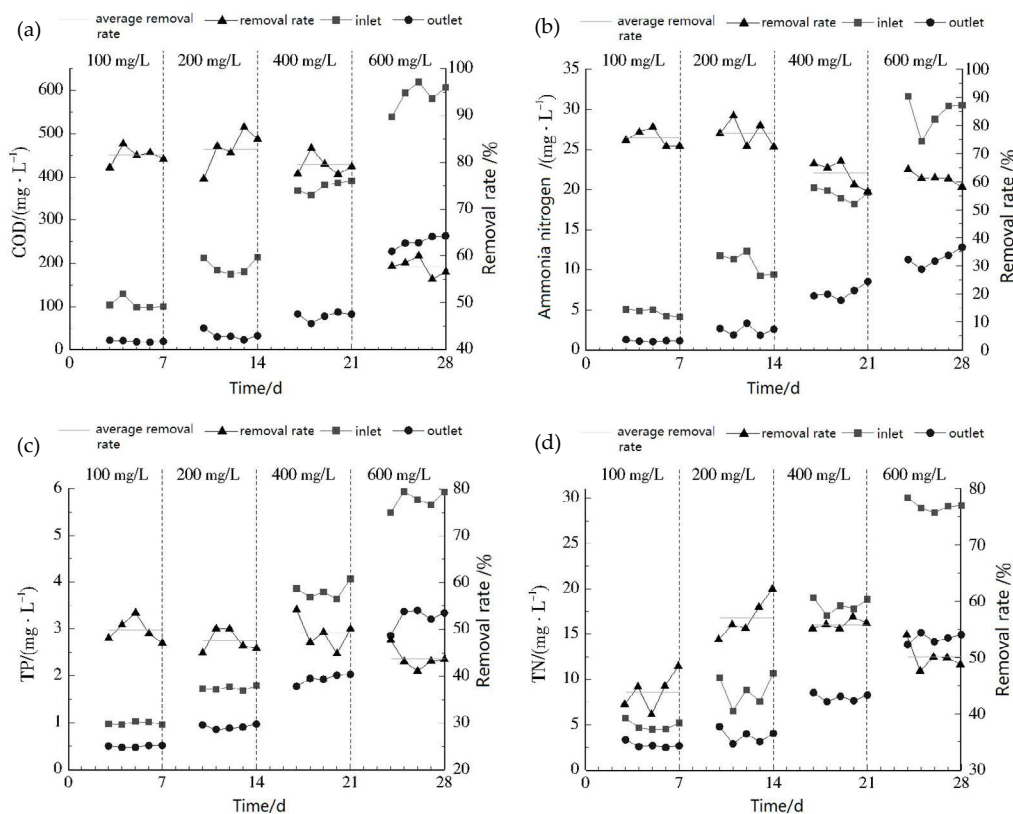 (a)
average removal rate
removal rate
inlet
outlet
100 mg/L 200 mg/L 400 mg/L 600 mg/L
COD/(mg · L⁻¹)
600
500
400
300
200
100
0
100
90
80
70
60
50
40
Removal rate /%
0 7 14 21 28
Time/d
(b)
average removal rate
removal rate
inlet
outlet
100 mg/L 200 mg/L 400 mg/L 600 mg/L
Ammonia nitrogen /(mg · L⁻¹)
35
30
25
20
15
10
5
0
100
90
80
70
60
50
40
30
20
10
0
Removal rate /%
0 7 14 21 28
Time/d
(c)
average removal rate
removal rate
inlet
outlet
100 mg/L 200 mg/L 400 mg/L 600 mg/L
TP/(mg · L⁻¹)
6
5
4
3
2
1
0
80
70
60
50
40
30
20
Removal rate /%
0 7 14 21 28
Time/d
(d)
average removal rate
removal rate
inlet
outlet
100 mg/L 200 mg/L 400 mg/L 600 mg/L
TN/(mg · L⁻¹)
30
25
20
15
10
5
0
80
70
60
50
40
30
Removal rate /%
0 7 14 21 28
Time/d